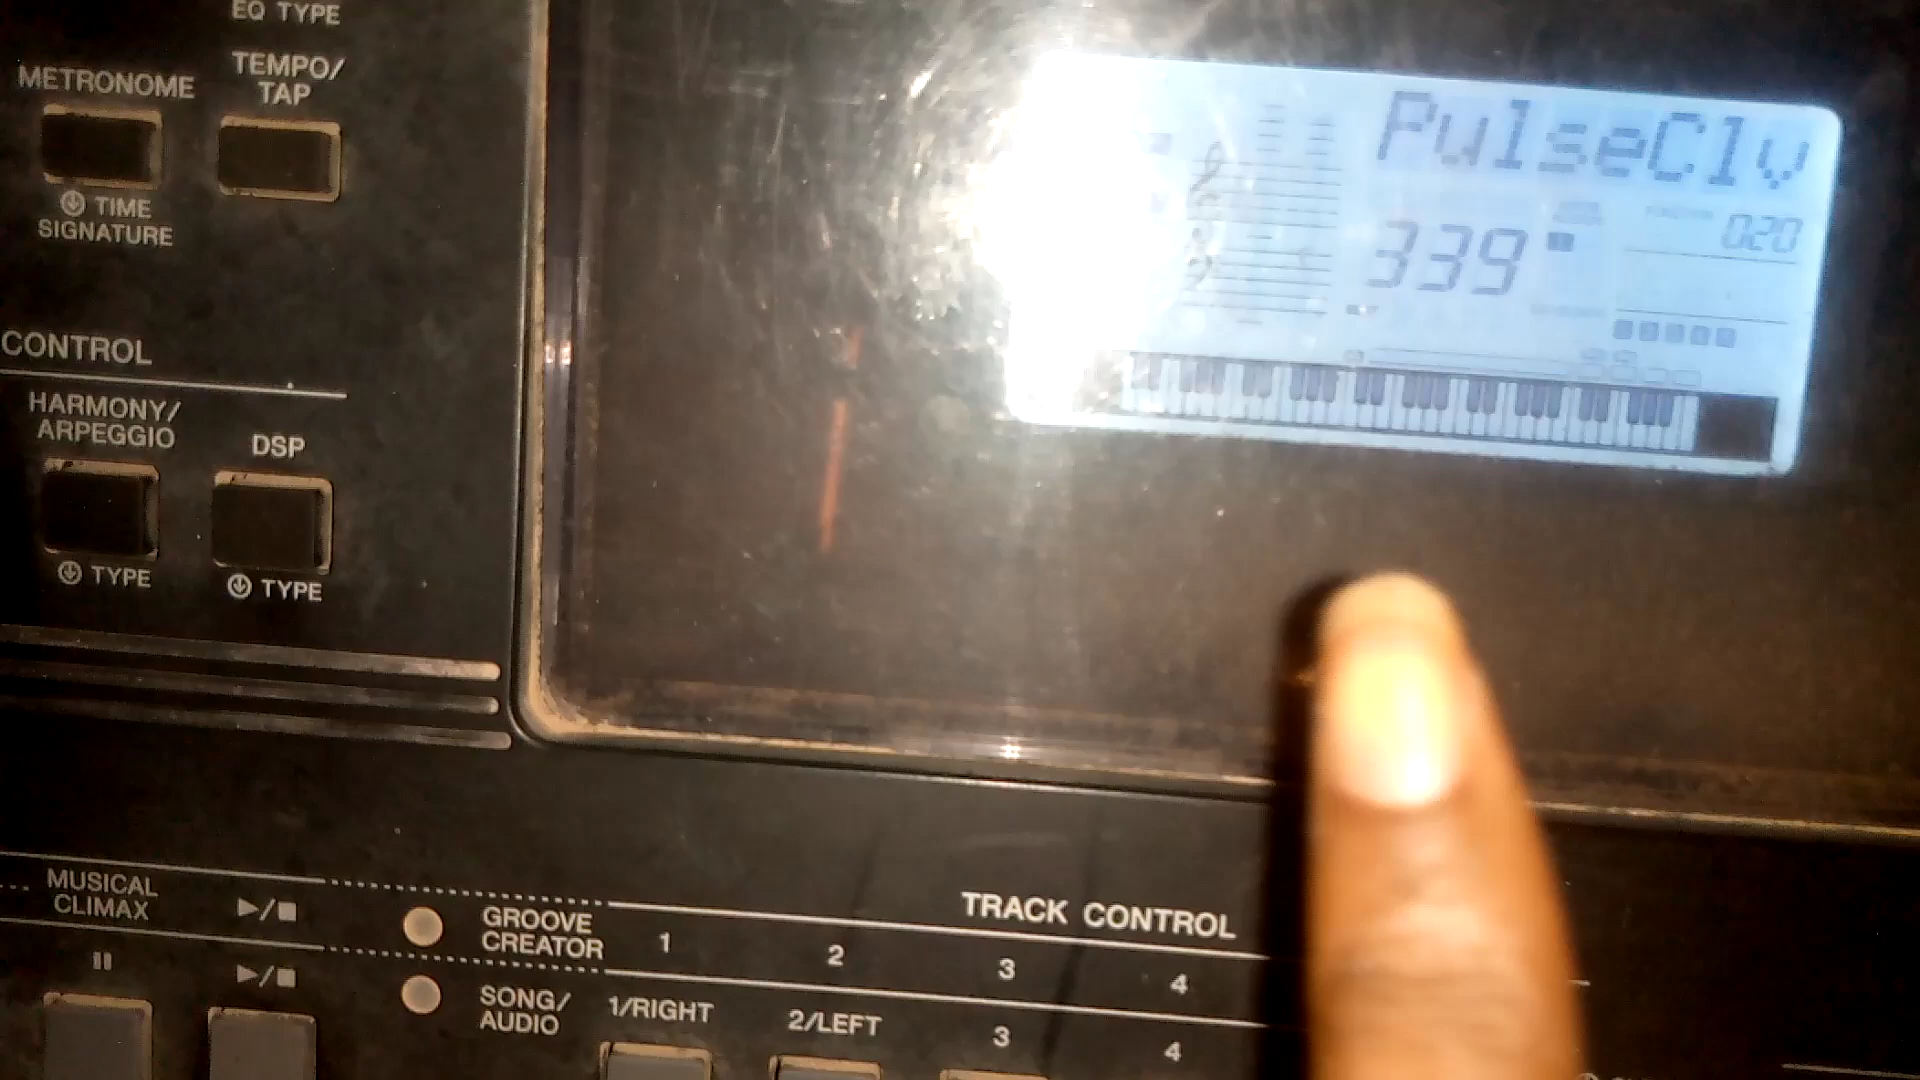 EQ TYPE
METRONOME
TEMPO/
TAP
TIME
SIGNATURE
CONTROL
HARMONY/
ARPEGGIO
DSP
TYPE
TYPE
PulseClv
339
020
MUSICAL
CLIMAX
GROOVE
CREATOR
TRACK CONTROL
1 2 3 4
SONG/
AUDIO
1/RIGHT 2/LEFT 3 4